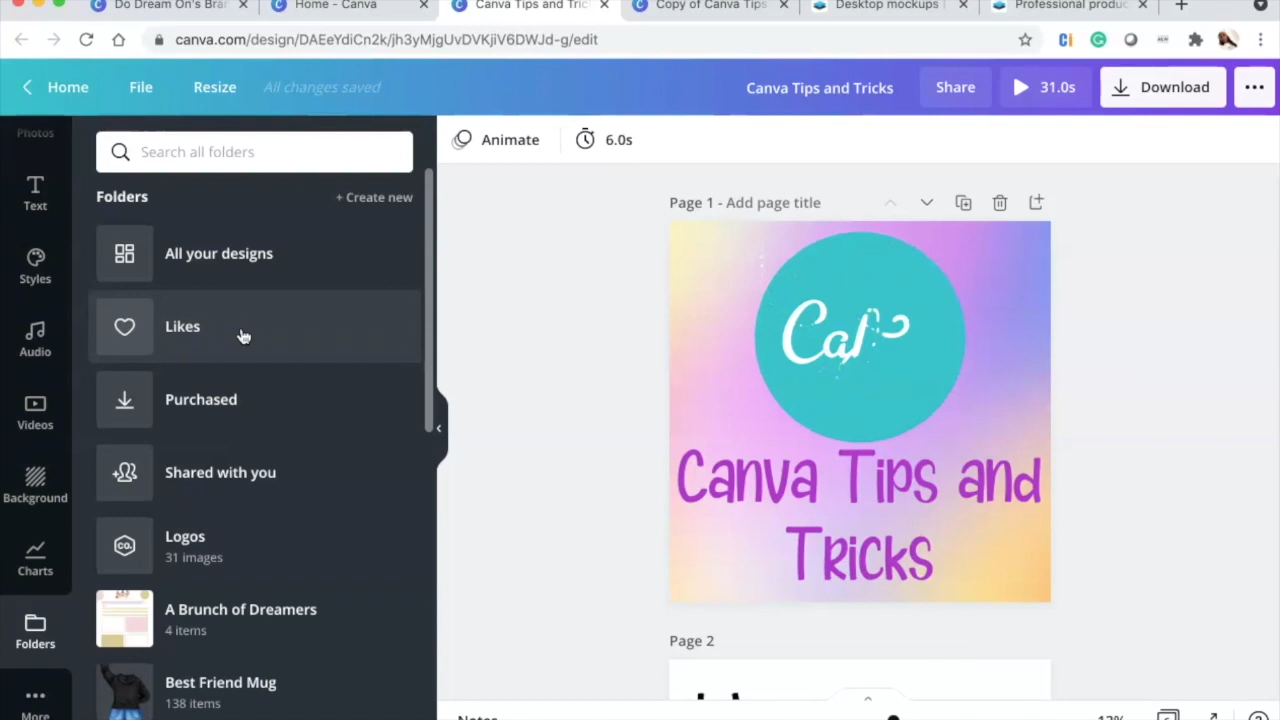 Do Dream On's Bra
Home - Canva
Canva Tips and Tric
Copy of Canva Tips
Desktop mockups
Professional produc
canva.com/design/DAEeYdiCn2k/jh3yMjgUvDVKjiV6DWJd-g/edit
Home
File
Resize
All changes saved
Canva Tips and Tricks
Share
31.0s
Download
Photos
Text
Styles
Audio
Videos
Background
Charts
Folders
More
Search all folders
Folders
+ Create new
All your designs
Likes
Purchased
Shared with you
CO.
Logos
31 images
A Brunch of Dreamers
4 items
Best Friend Mug
138 items
Animate
6.0s
Page 1 - Add page title
Canva Tips and
Tricks
Page 2
Notes